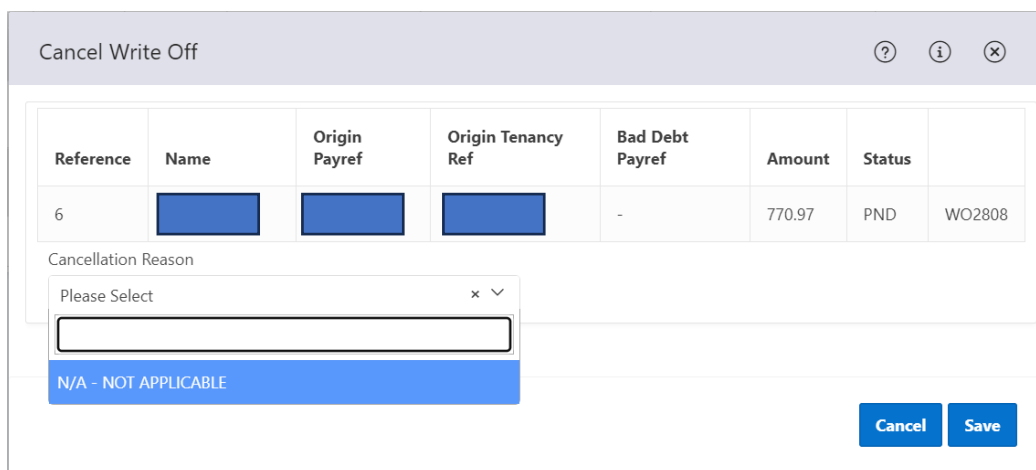 Cancel Write Off
Reference Name Origin Payref Origin Tenancy Ref Bad Debt Payref Amount Status
6 - 770.97 PND WO2808
Cancellation Reason
Please Select
N/A - NOT APPLICABLE
Cancel Save